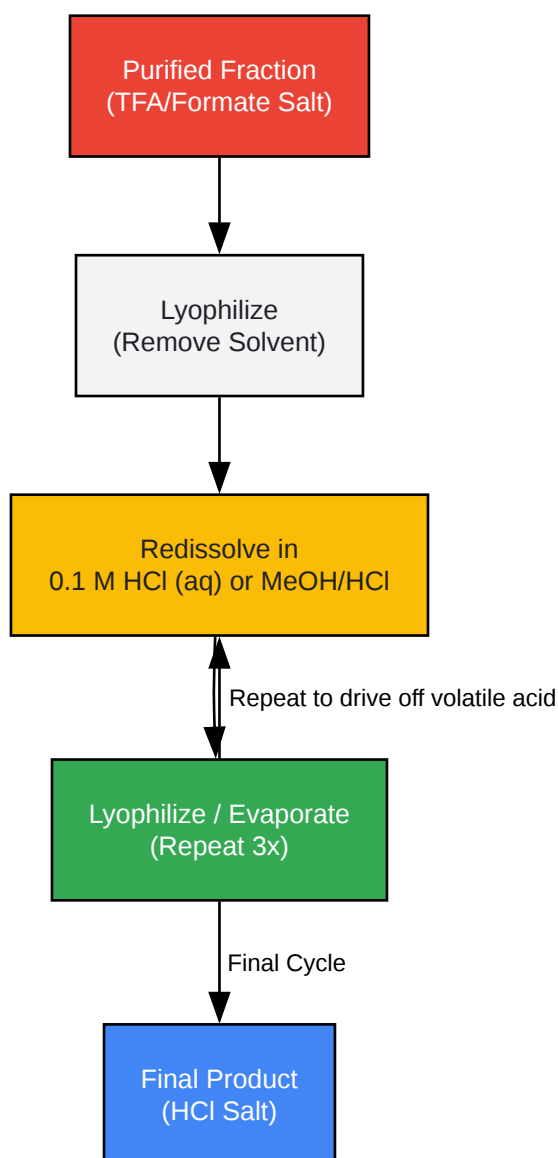 Purified Fraction
(TFA/Formate Salt)
Lyophilize
(Remove Solvent)
Redissolve in
0.1 M HCl (aq) or MeOH/HCl
Repeat to drive off volatile acid
Lyophilize / Evaporate
(Repeat 3x)
Final Cycle
Final Product
(HCl Salt)